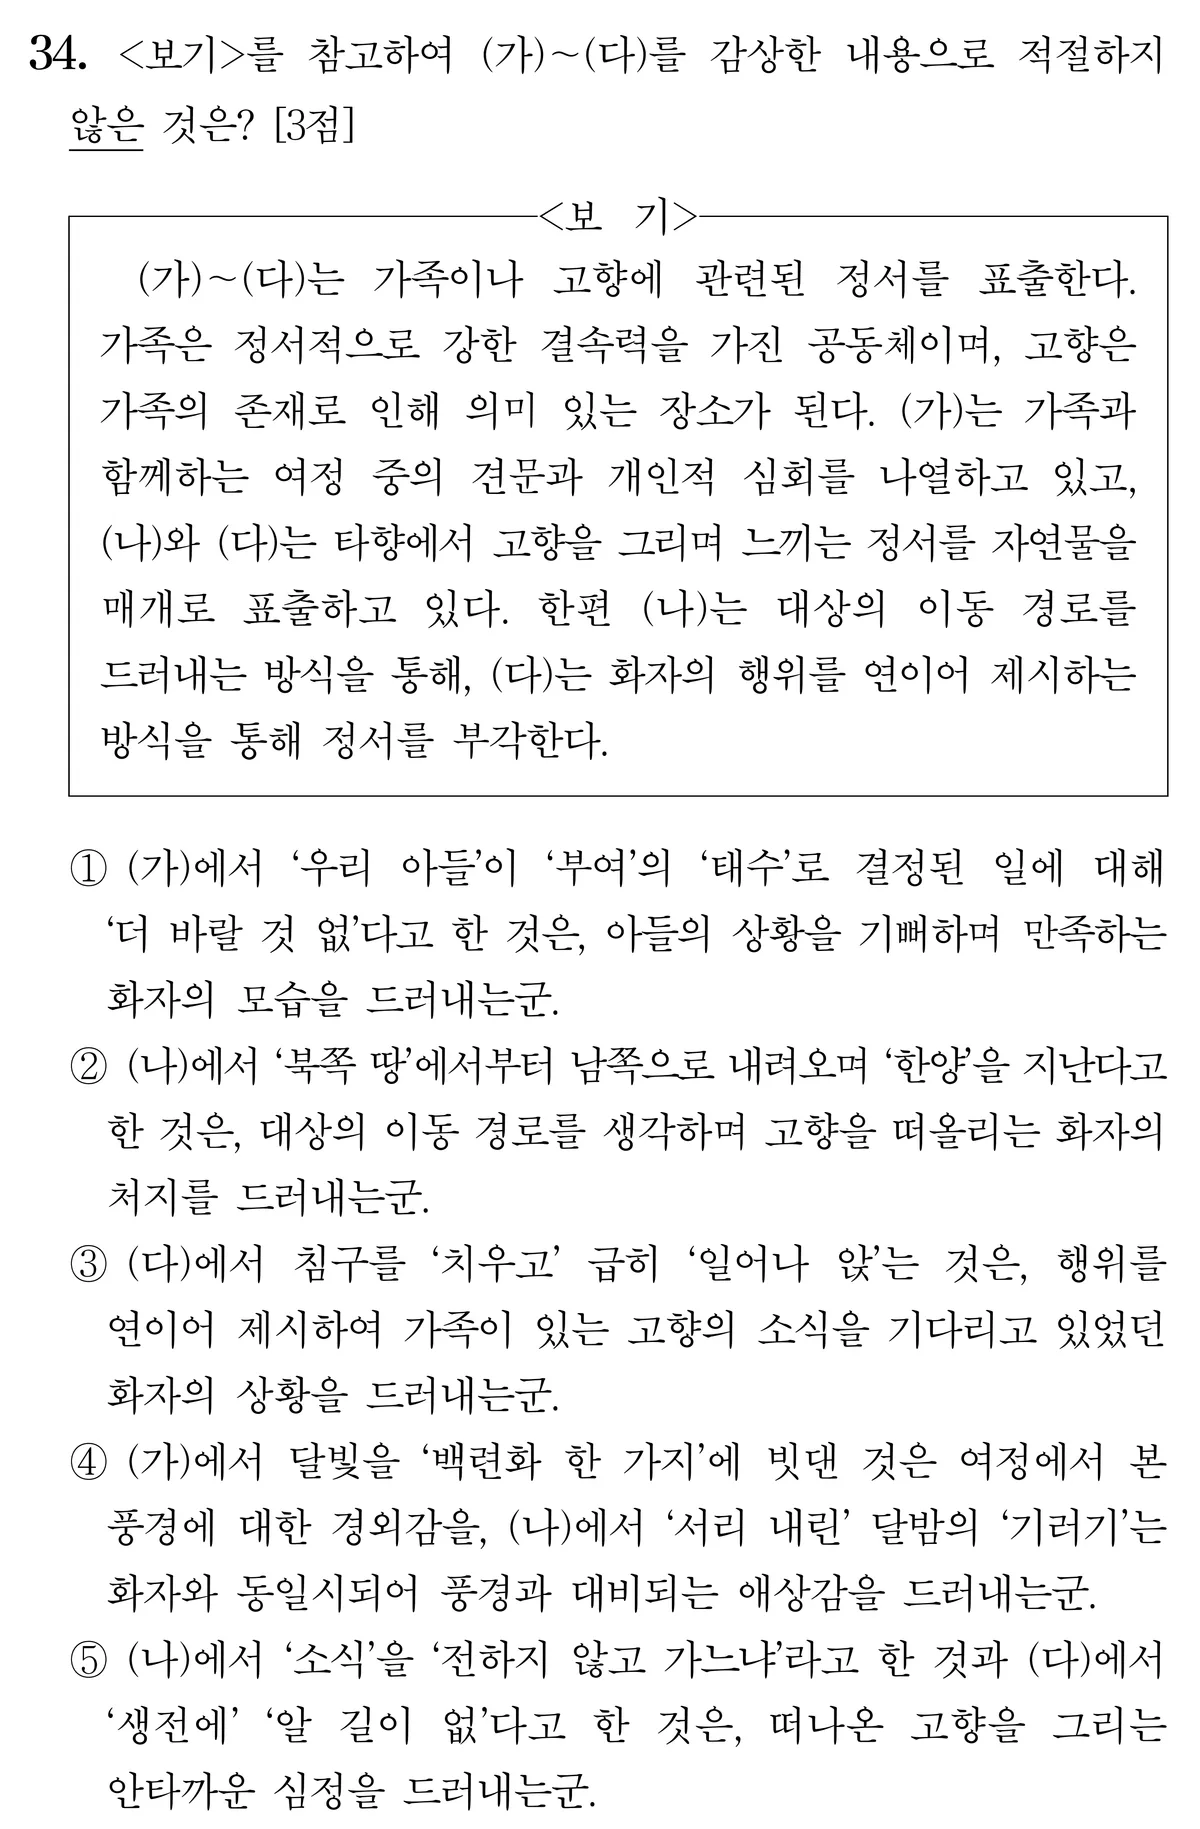 34. <보기>를 참고하여 (가)~(다)를 감상한 내용으로 적절하지
않은 것은? [3점]
<보 기>
(가)~(다)는 가족이나 고향에 관련된 정서를 표출한다.
가족은 정서적으로 강한 결속력을 가진 공동체이며, 고향은
가족의 존재로 인해 의미 있는 장소가 된다. (가)는 가족과
함께하는 여정 중의 견문과 개인적 심회를 나열하고 있고,
(나)와 (다)는 타향에서 고향을 그리며 느끼는 정서를 자연물을
매개로 표출하고 있다. 한편 (나)는 대상의 이동 경로를
드러내는 방식을 통해, (다)는 화자의 행위를 연이어 제시하는
방식을 통해 정서를 부각한다.
① (가)에서 ‘우리 아들’이 ‘부여’의 ‘태수’로 결정된 일에 대해
‘더 바랄 것 없’다고 한 것은, 아들의 상황을 기뻐하며 만족하는
화자의 모습을 드러내는군.
② (나)에서 ‘북쪽 땅’에서부터 남쪽으로 내려오며 ‘한양’을 지난다고
한 것은, 대상의 이동 경로를 생각하며 고향을 떠올리는 화자의
처지를 드러내는군.
③ (다)에서 침구를 ‘치우고’ 급히 ‘일어나 앉’는 것은, 행위를
연이어 제시하여 가족이 있는 고향의 소식을 기다리고 있었던
화자의 상황을 드러내는군.
④ (가)에서 달빛을 ‘백련화 한 가지’에 빗댄 것은 여정에서 본
풍경에 대한 경외감을, (나)에서 ‘서리 내린’ 달밤의 ‘기러기’는
화자와 동일시되어 풍경과 대비되는 애상감을 드러내는군.
⑤ (나)에서 ‘소식’을 ‘전하지 않고 가느냐’라고 한 것과 (다)에서
‘생전에’ ‘알 길이 없’다고 한 것은, 떠나온 고향을 그리는
안타까운 심정을 드러내는군.